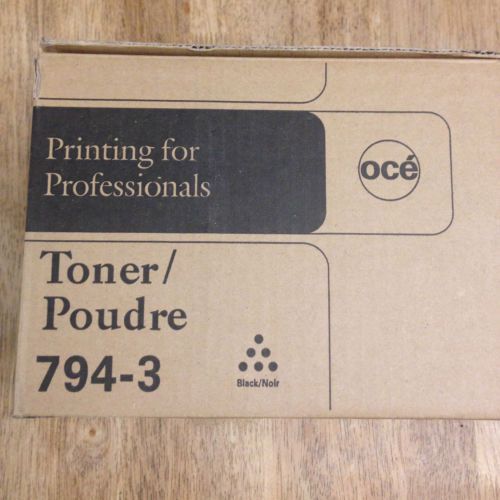 Printing for
Professionals
océ
Toner/
Poudre
794-3
Black/Noir